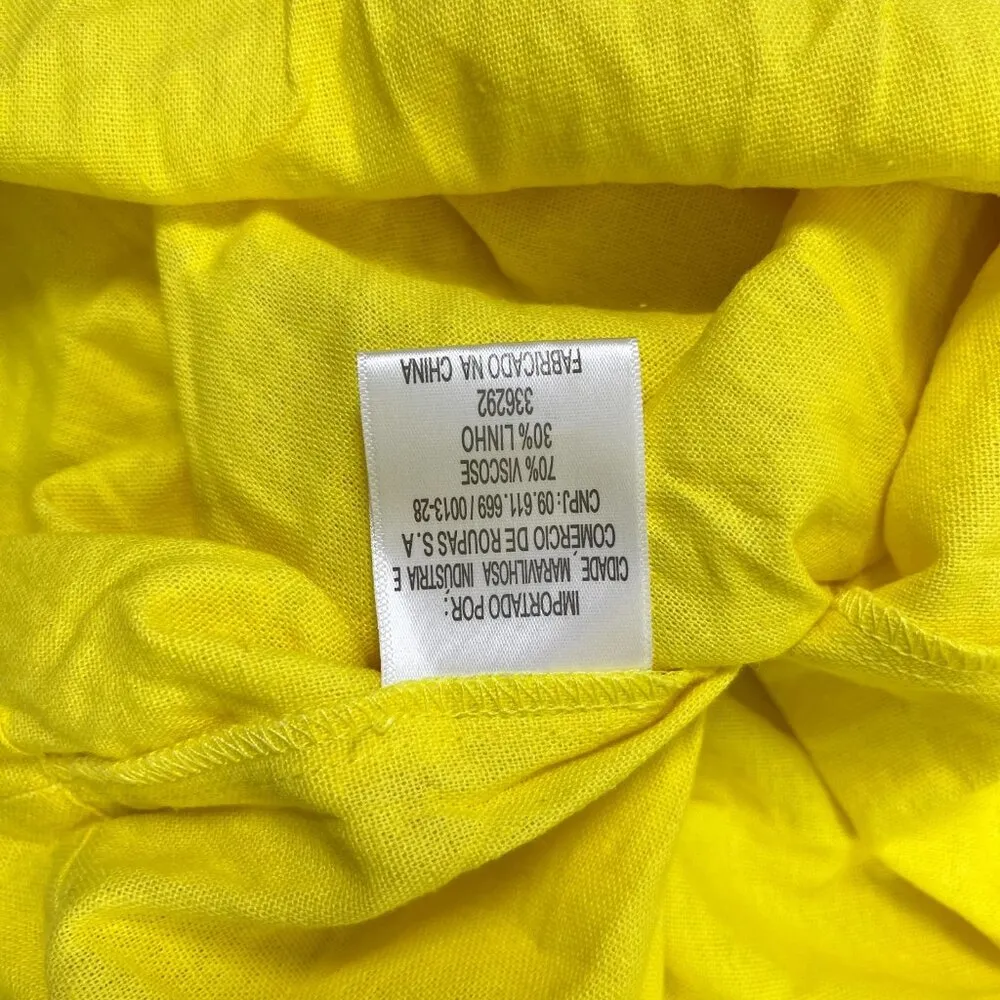 IMPORTADO POR:
CIDADE MARAVILHOSA INDÚSTRIA E
COMÉRCIO DE ROUPAS S.A
CNPJ: 09.611.669 / 0013-28
70% VISCOSE
30% LINHO
336292
FABRICADO NA CHINA